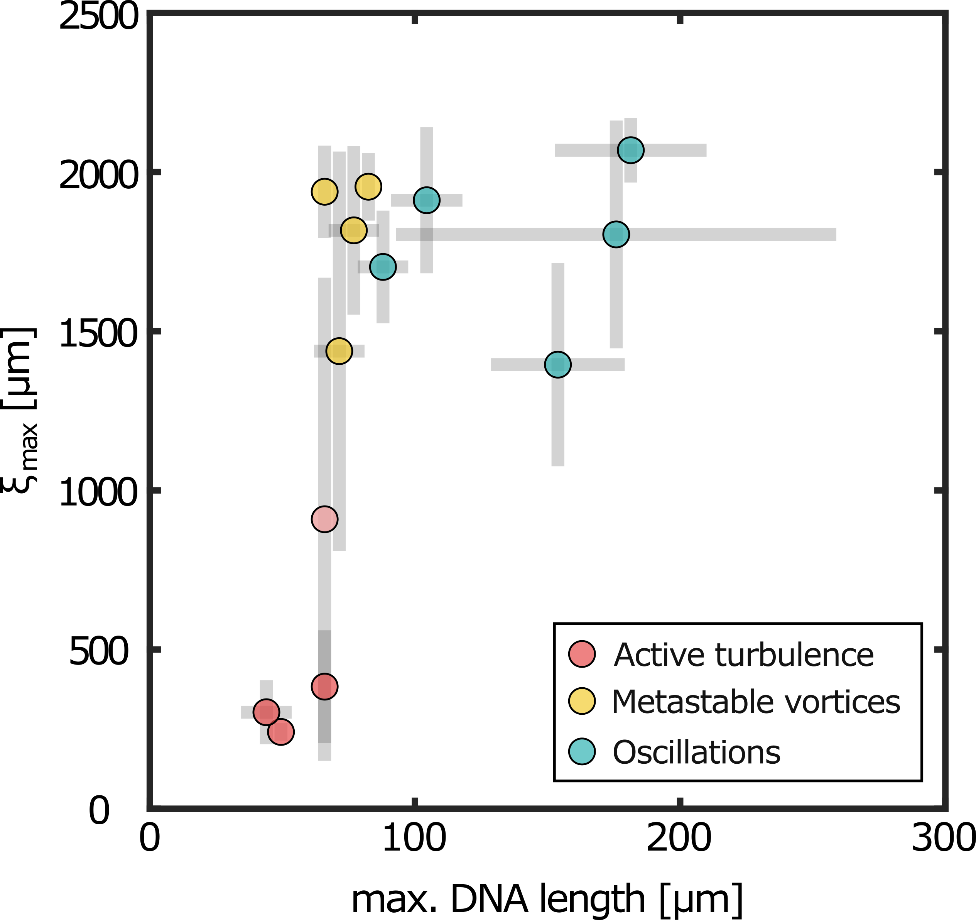 2500
2000
1500
1000
500
0
ξmax [µm]
0 100 200 300
max. DNA length [µm]
Active turbulence
Metastable vortices
Oscillations